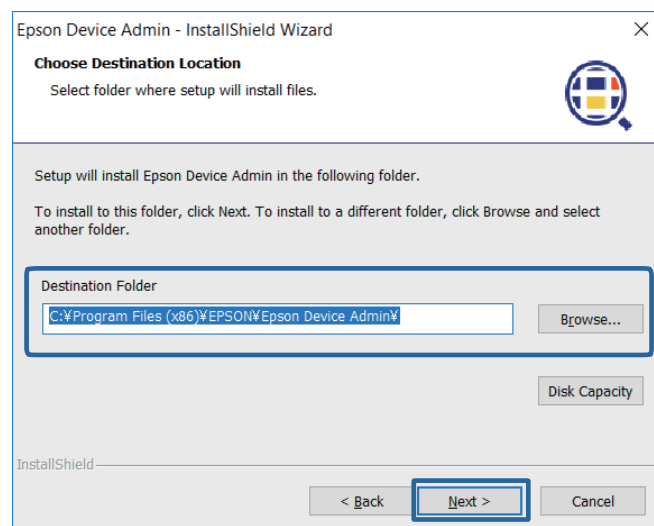 Epson Device Admin - InstallShield Wizard
Choose Destination Location
Select folder where setup will install files.
Setup will install Epson Device Admin in the following folder.
To install to this folder, click Next. To install to a different folder, click Browse and select
another folder.
Destination Folder
C:¥Program Files (x86)¥EPSON¥Epson Device Admin¥
Browse...
Disk Capacity
InstallShield
< Back
Next >
Cancel